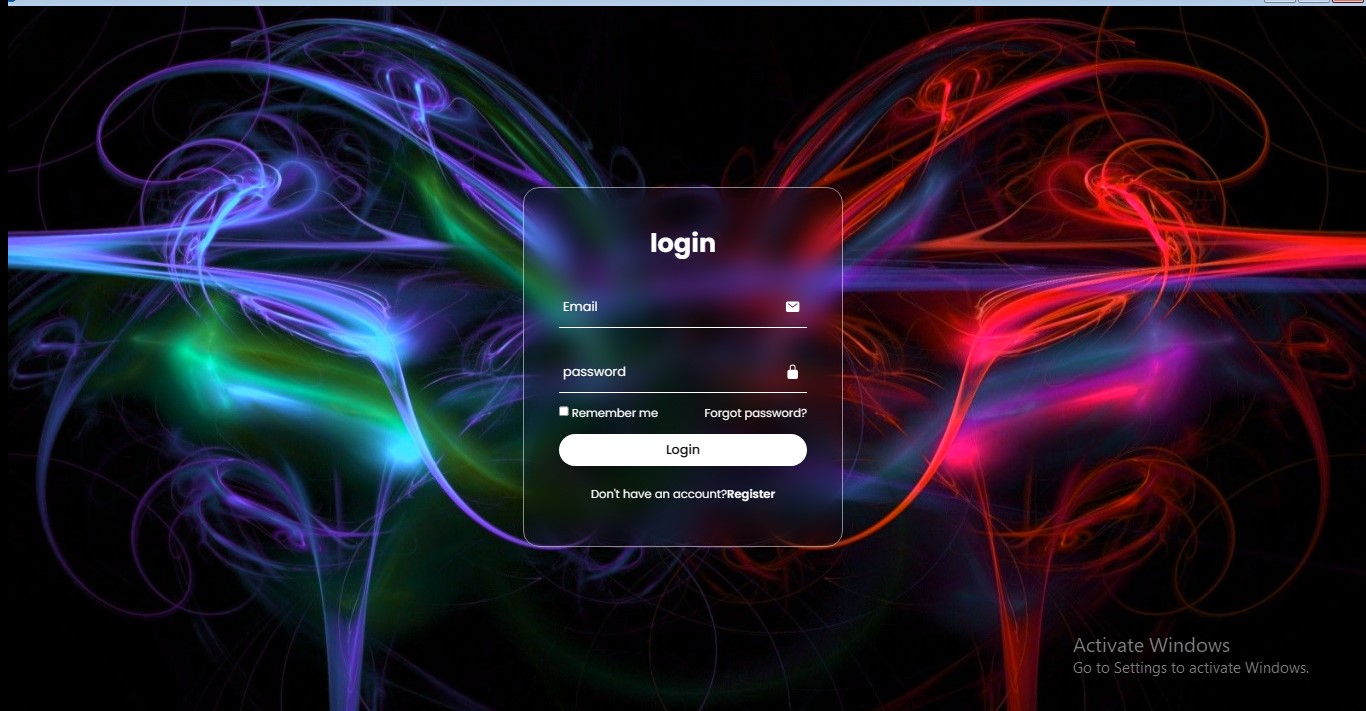 login
Email
password
Remember me Forgot password?
Login
Don't have an account?Register
Activate Windows
Go to Settings to activate Windows.